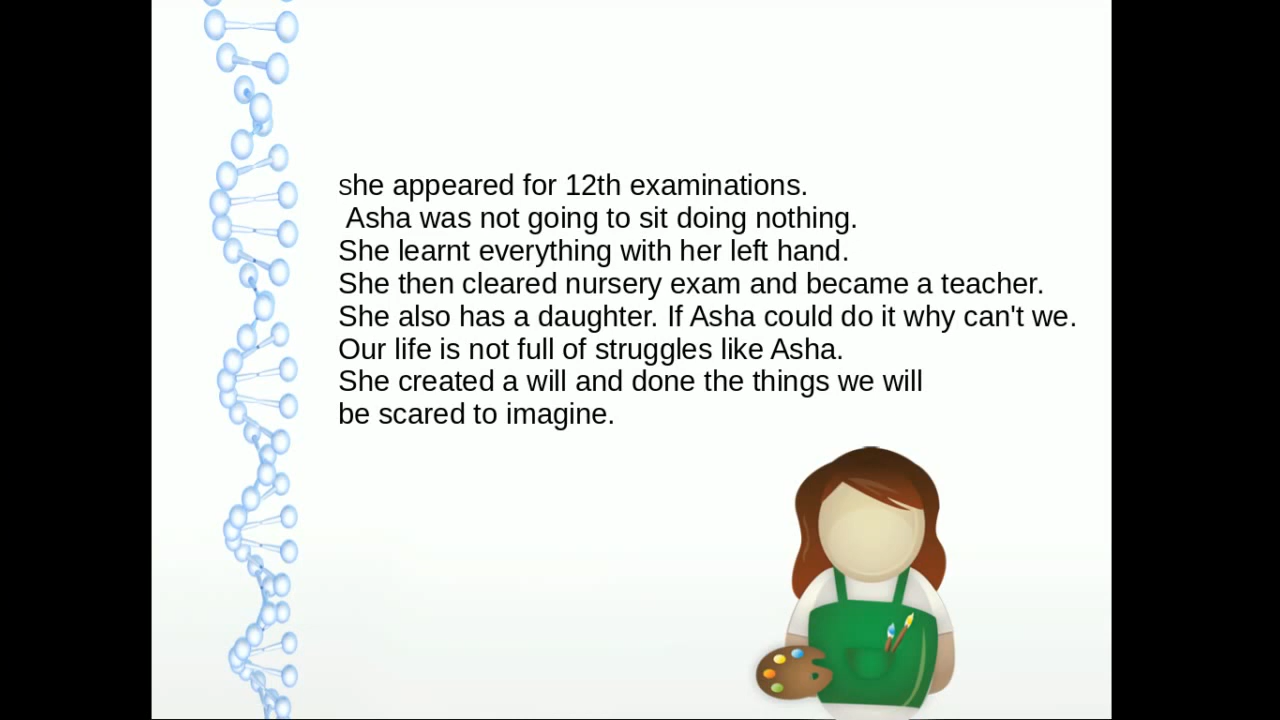 she appeared for 12th examinations.
Asha was not going to sit doing nothing.
She learnt everything with her left hand.
She then cleared nursery exam and became a teacher.
She also has a daughter. If Asha could do it why can't we.
Our life is not full of struggles like Asha.
She created a will and done the things we will
be scared to imagine.